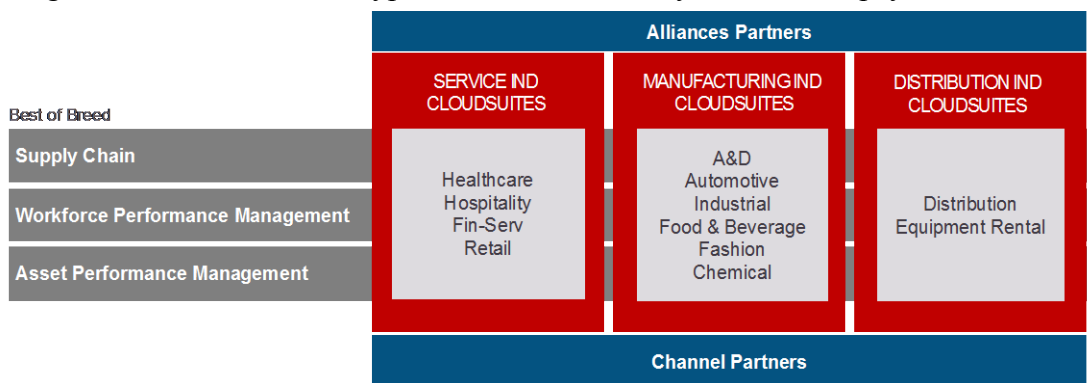 Alliances Partners
SERVICE IND
CLOUDSUITES
MANUFACTURING IND
CLOUDSUITES
DISTRIBUTION IND
CLOUDSUITES
Best of Breed
Supply Chain
Workforce Performance Management
Asset Performance Management
Healthcare
Hospitality
Fin-Serv
Retail
A&D
Automotive
Industrial
Food & Beverage
Fashion
Chemical
Distribution
Equipment Rental
Channel Partners